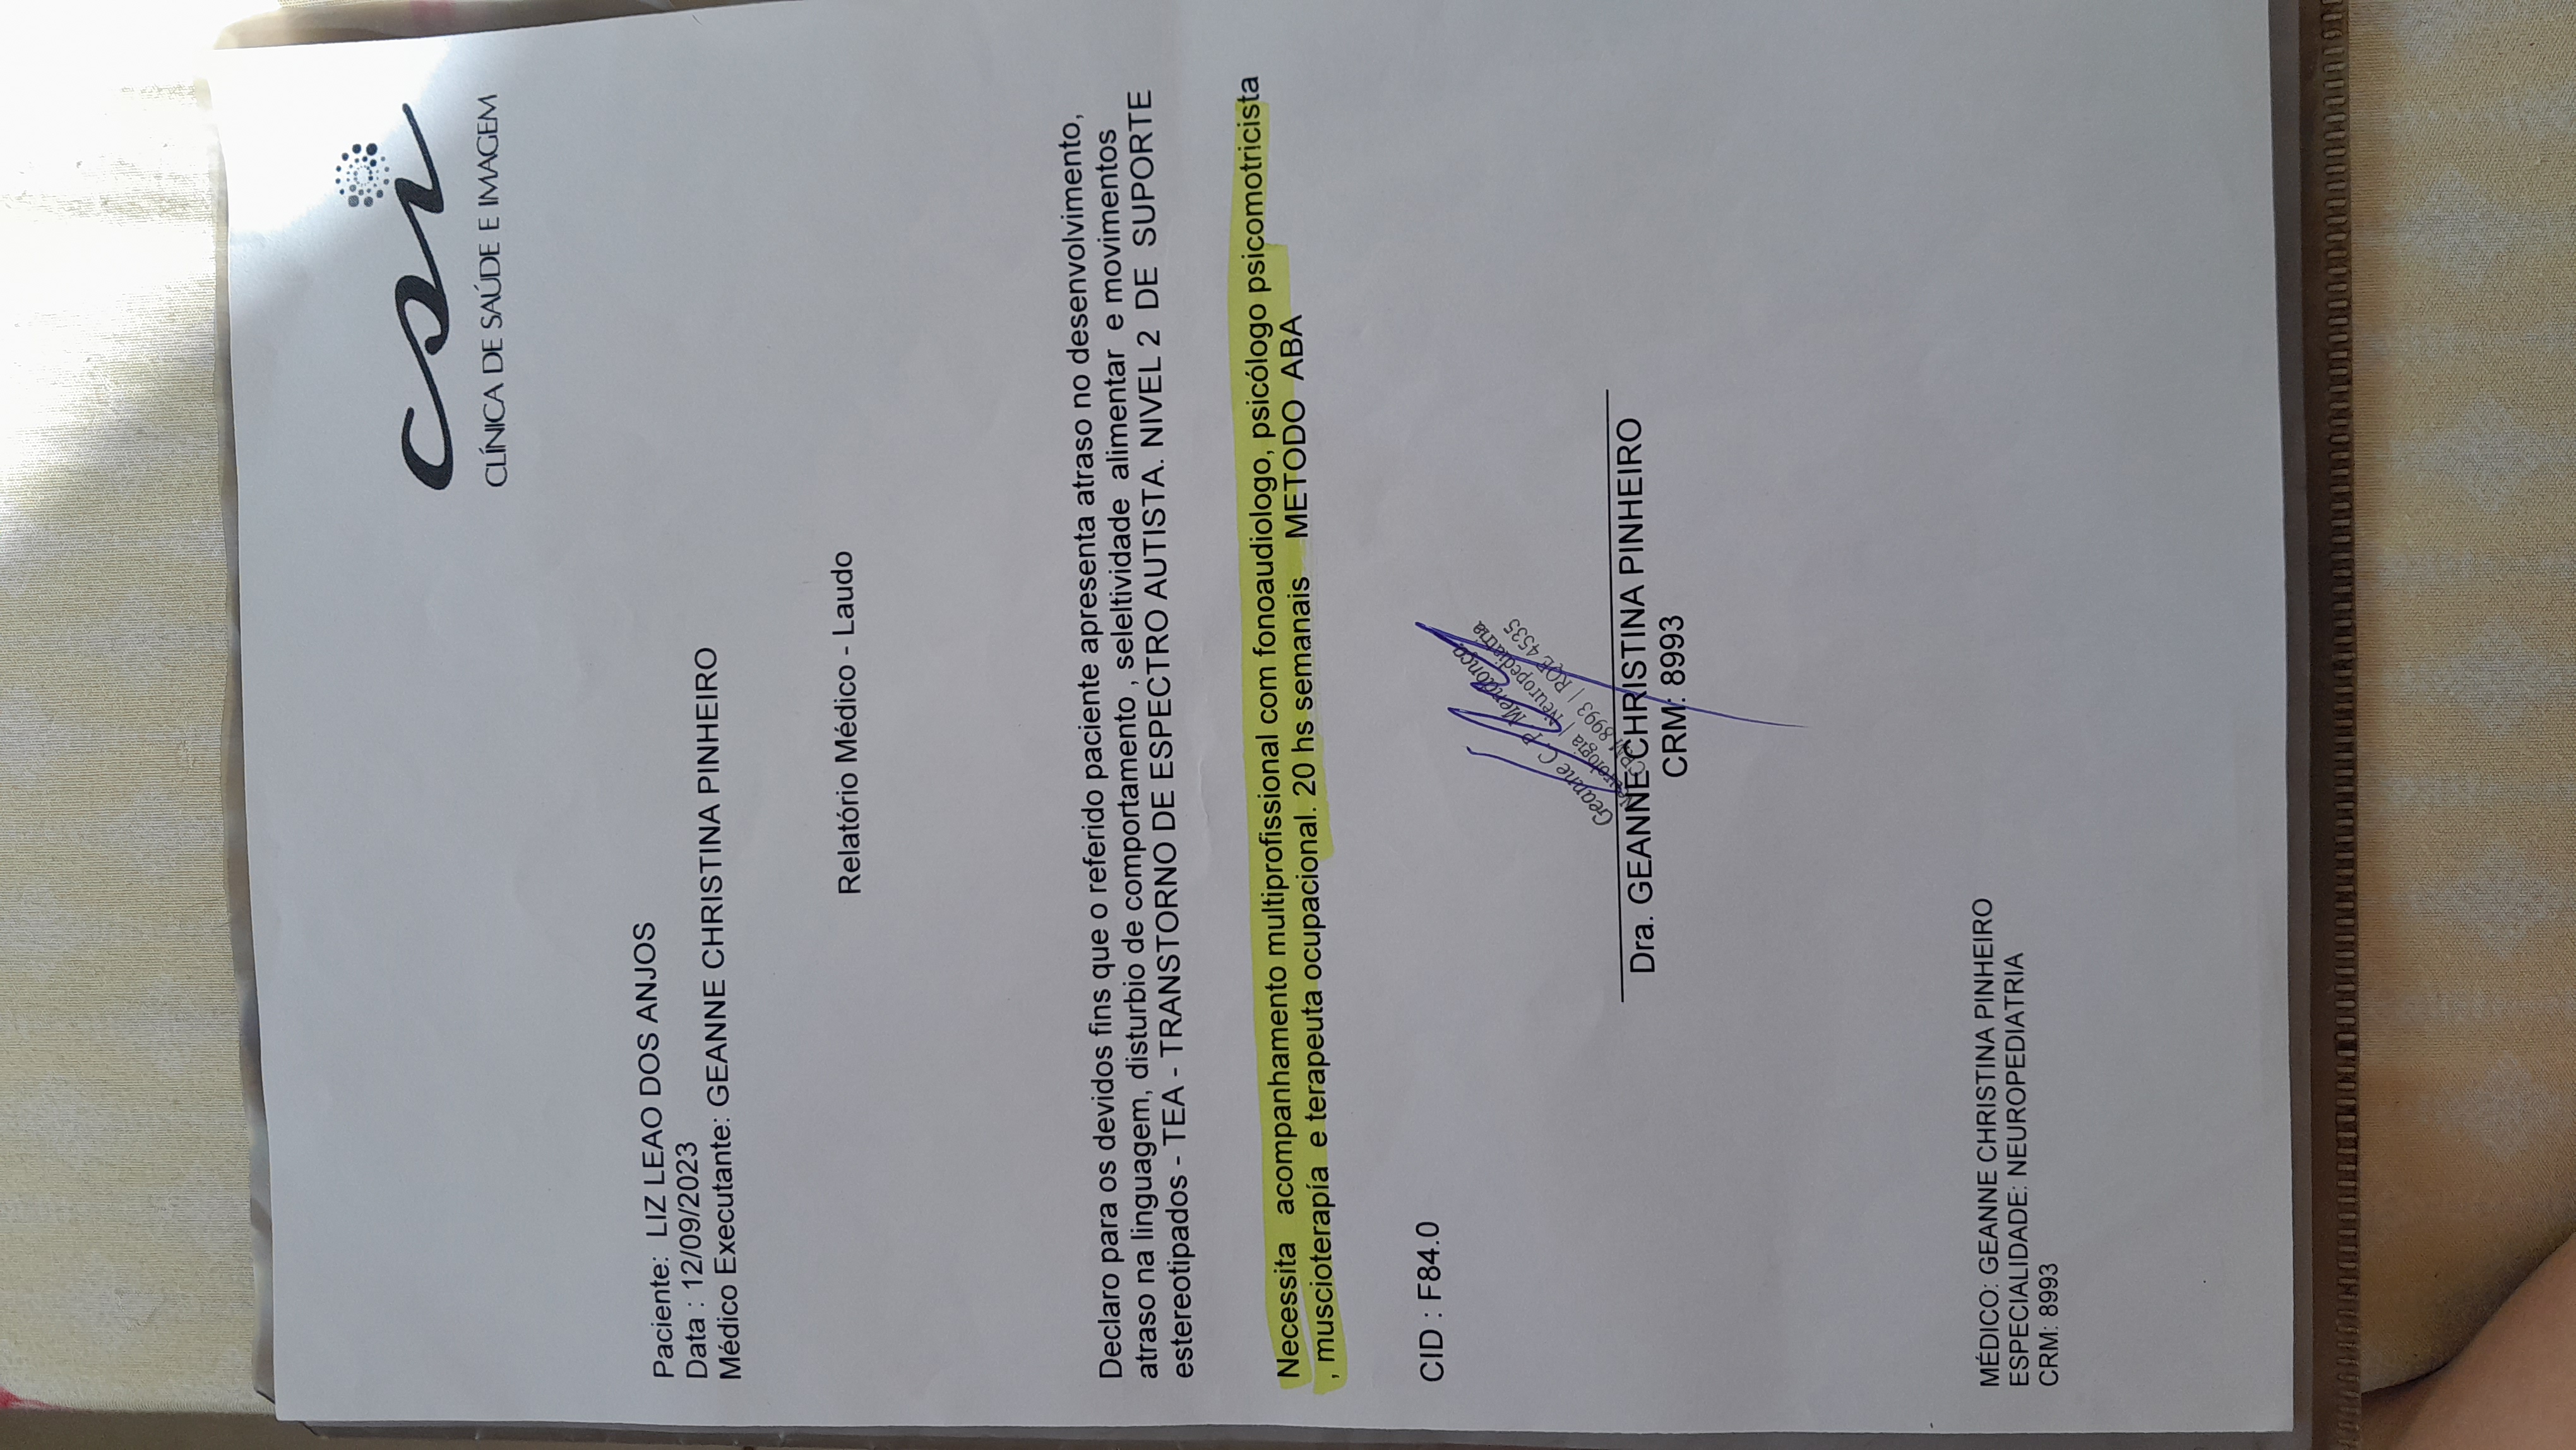 csi
CLÍNICA DE SAÚDE E IMAGEM
Paciente: LIZ LEAO DOS ANJOS
Data : 12/09/2023
Médico Executante: GEANNE CHRISTINA PINHEIRO
Relatório Médico - Laudo
Declaro para os devidos fins que o referido paciente apresenta atraso no desenvolvimento,
atraso na linguagem, disturbio de comportamento , seleltividade alimentar e movimentos
estereotipados - TEA - TRANSTORNO DE ESPECTRO AUTISTA. NIVEL 2 DE SUPORTE
Necessita acompanhamento multiprofissional com fonoaudiologo, psicólogo psicomotricista
, muscioterapía e terapeuta ocupacional. 20 hs semanais METODO ABA
CID : F84.0
Geanne C. P. Mendonça
Neurologia | Neuropediatria
CRM 8993 | RQE 4535
Dra. GEANNE CHRISTINA PINHEIRO
CRM: 8993
MÉDICO: GEANNE CHRISTINA PINHEIRO
ESPECIALIDADE: NEUROPEDIATRIA
CRM: 8993